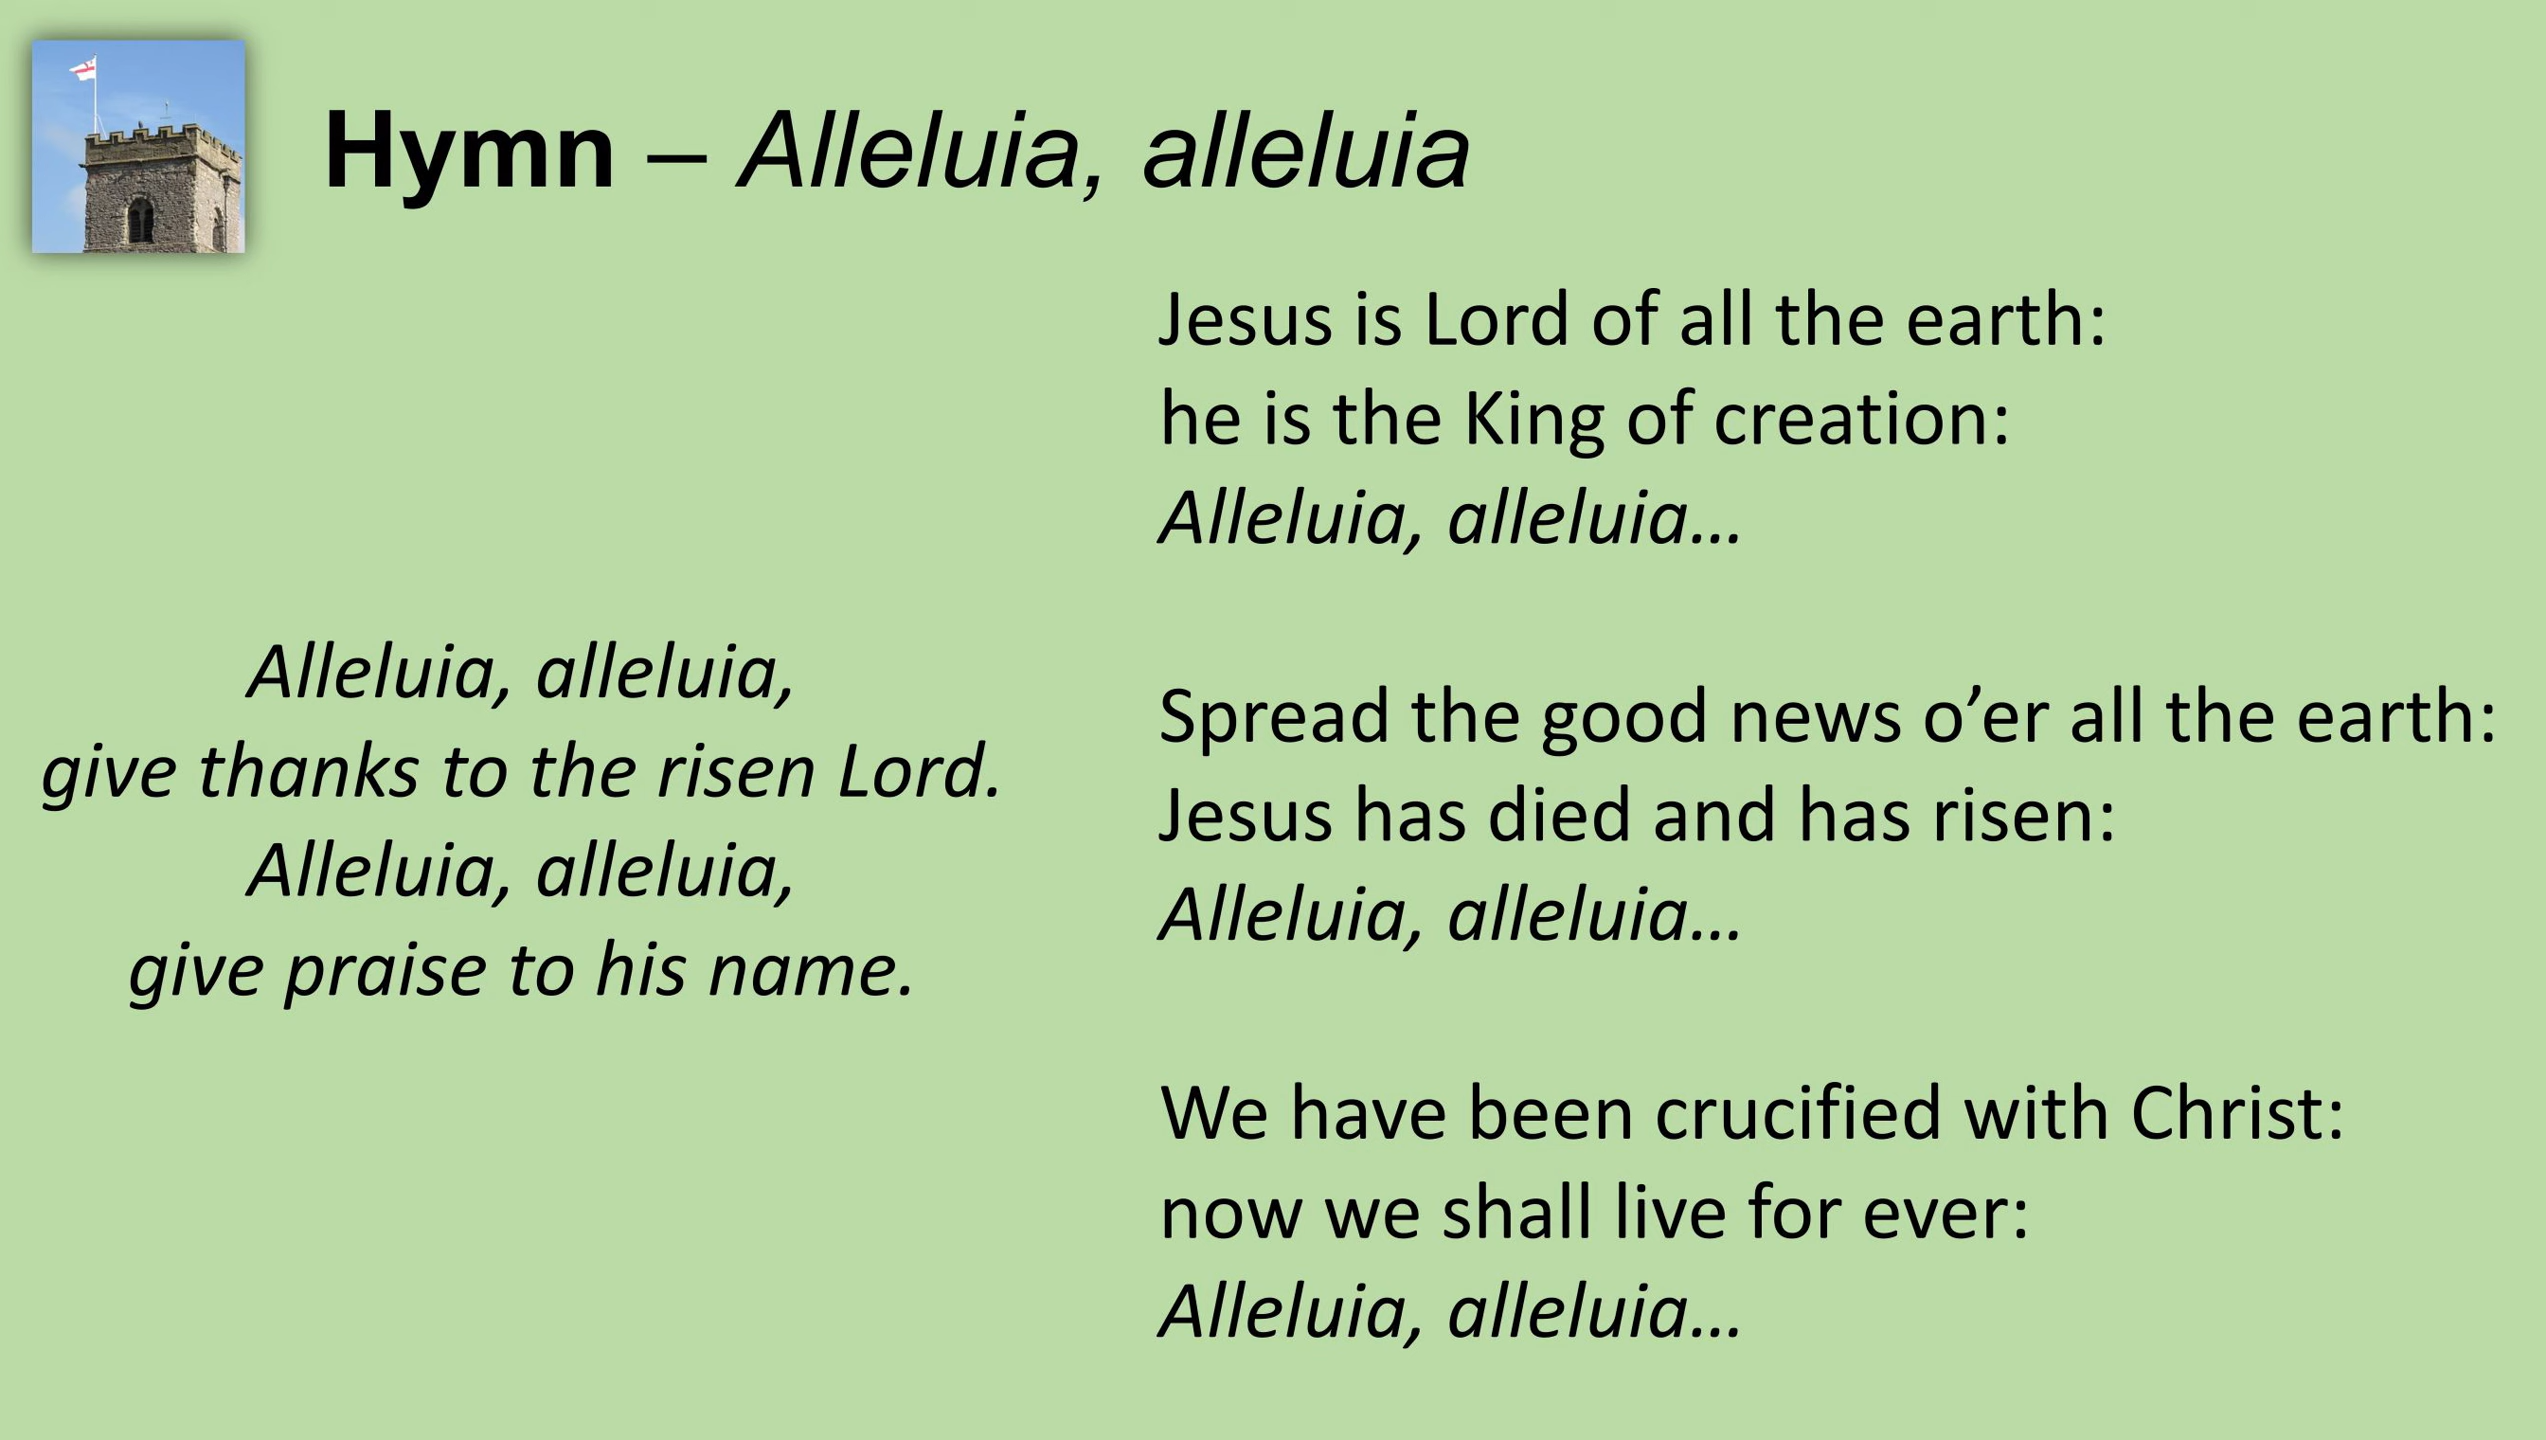 Hymn – Alleluia, alleluia
Alleluia, alleluia,
give thanks to the risen Lord.
Alleluia, alleluia,
give praise to his name.
Jesus is Lord of all the earth:
he is the King of creation:
Alleluia, alleluia…
Spread the good news o’er all the earth:
Jesus has died and has risen:
Alleluia, alleluia…
We have been crucified with Christ:
now we shall live for ever:
Alleluia, alleluia…